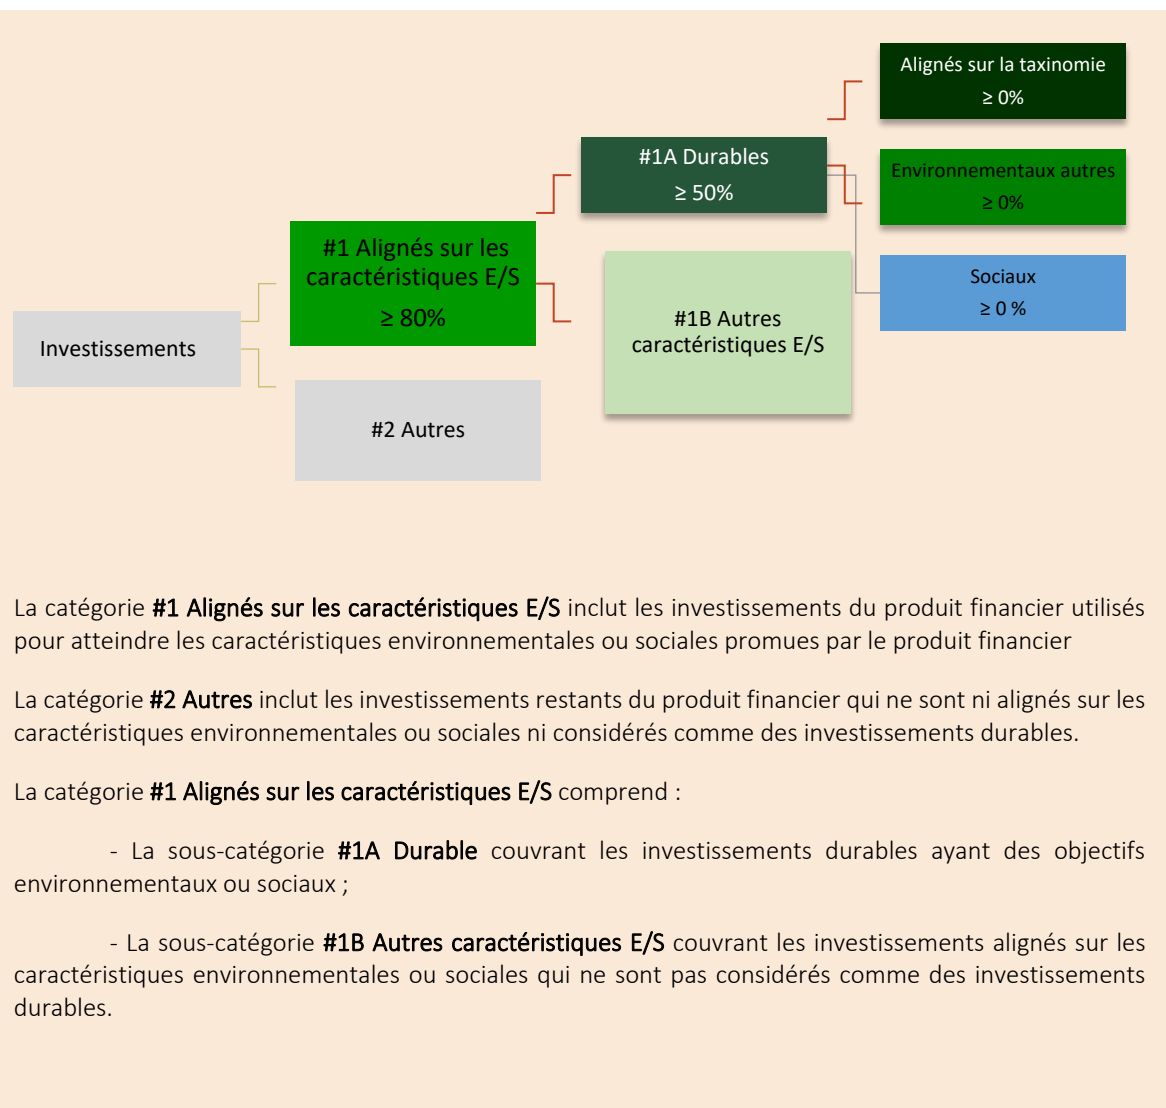 Alignés sur la taxinomie
≥ 0%
#1A Durables
≥ 50%
Environnementaux autres
≥ 0%
#1 Alignés sur les
caractéristiques E/S
≥ 80%
Sociaux
≥ 0 %
#1B Autres
caractéristiques E/S
Investissements
#2 Autres
La catégorie #1 Alignés sur les caractéristiques E/S inclut les investissements du produit financier utilisés
pour atteindre les caractéristiques environnementales ou sociales promues par le produit financier
La catégorie #2 Autres inclut les investissements restants du produit financier qui ne sont ni alignés sur les
caractéristiques environnementales ou sociales ni considérés comme des investissements durables.
La catégorie #1 Alignés sur les caractéristiques E/S comprend :
- La sous-catégorie #1A Durable couvrant les investissements durables ayant des objectifs
environnementaux ou sociaux ;
- La sous-catégorie #1B Autres caractéristiques E/S couvrant les investissements alignés sur les
caractéristiques environnementales ou sociales qui ne sont pas considérés comme des investissements
durables.